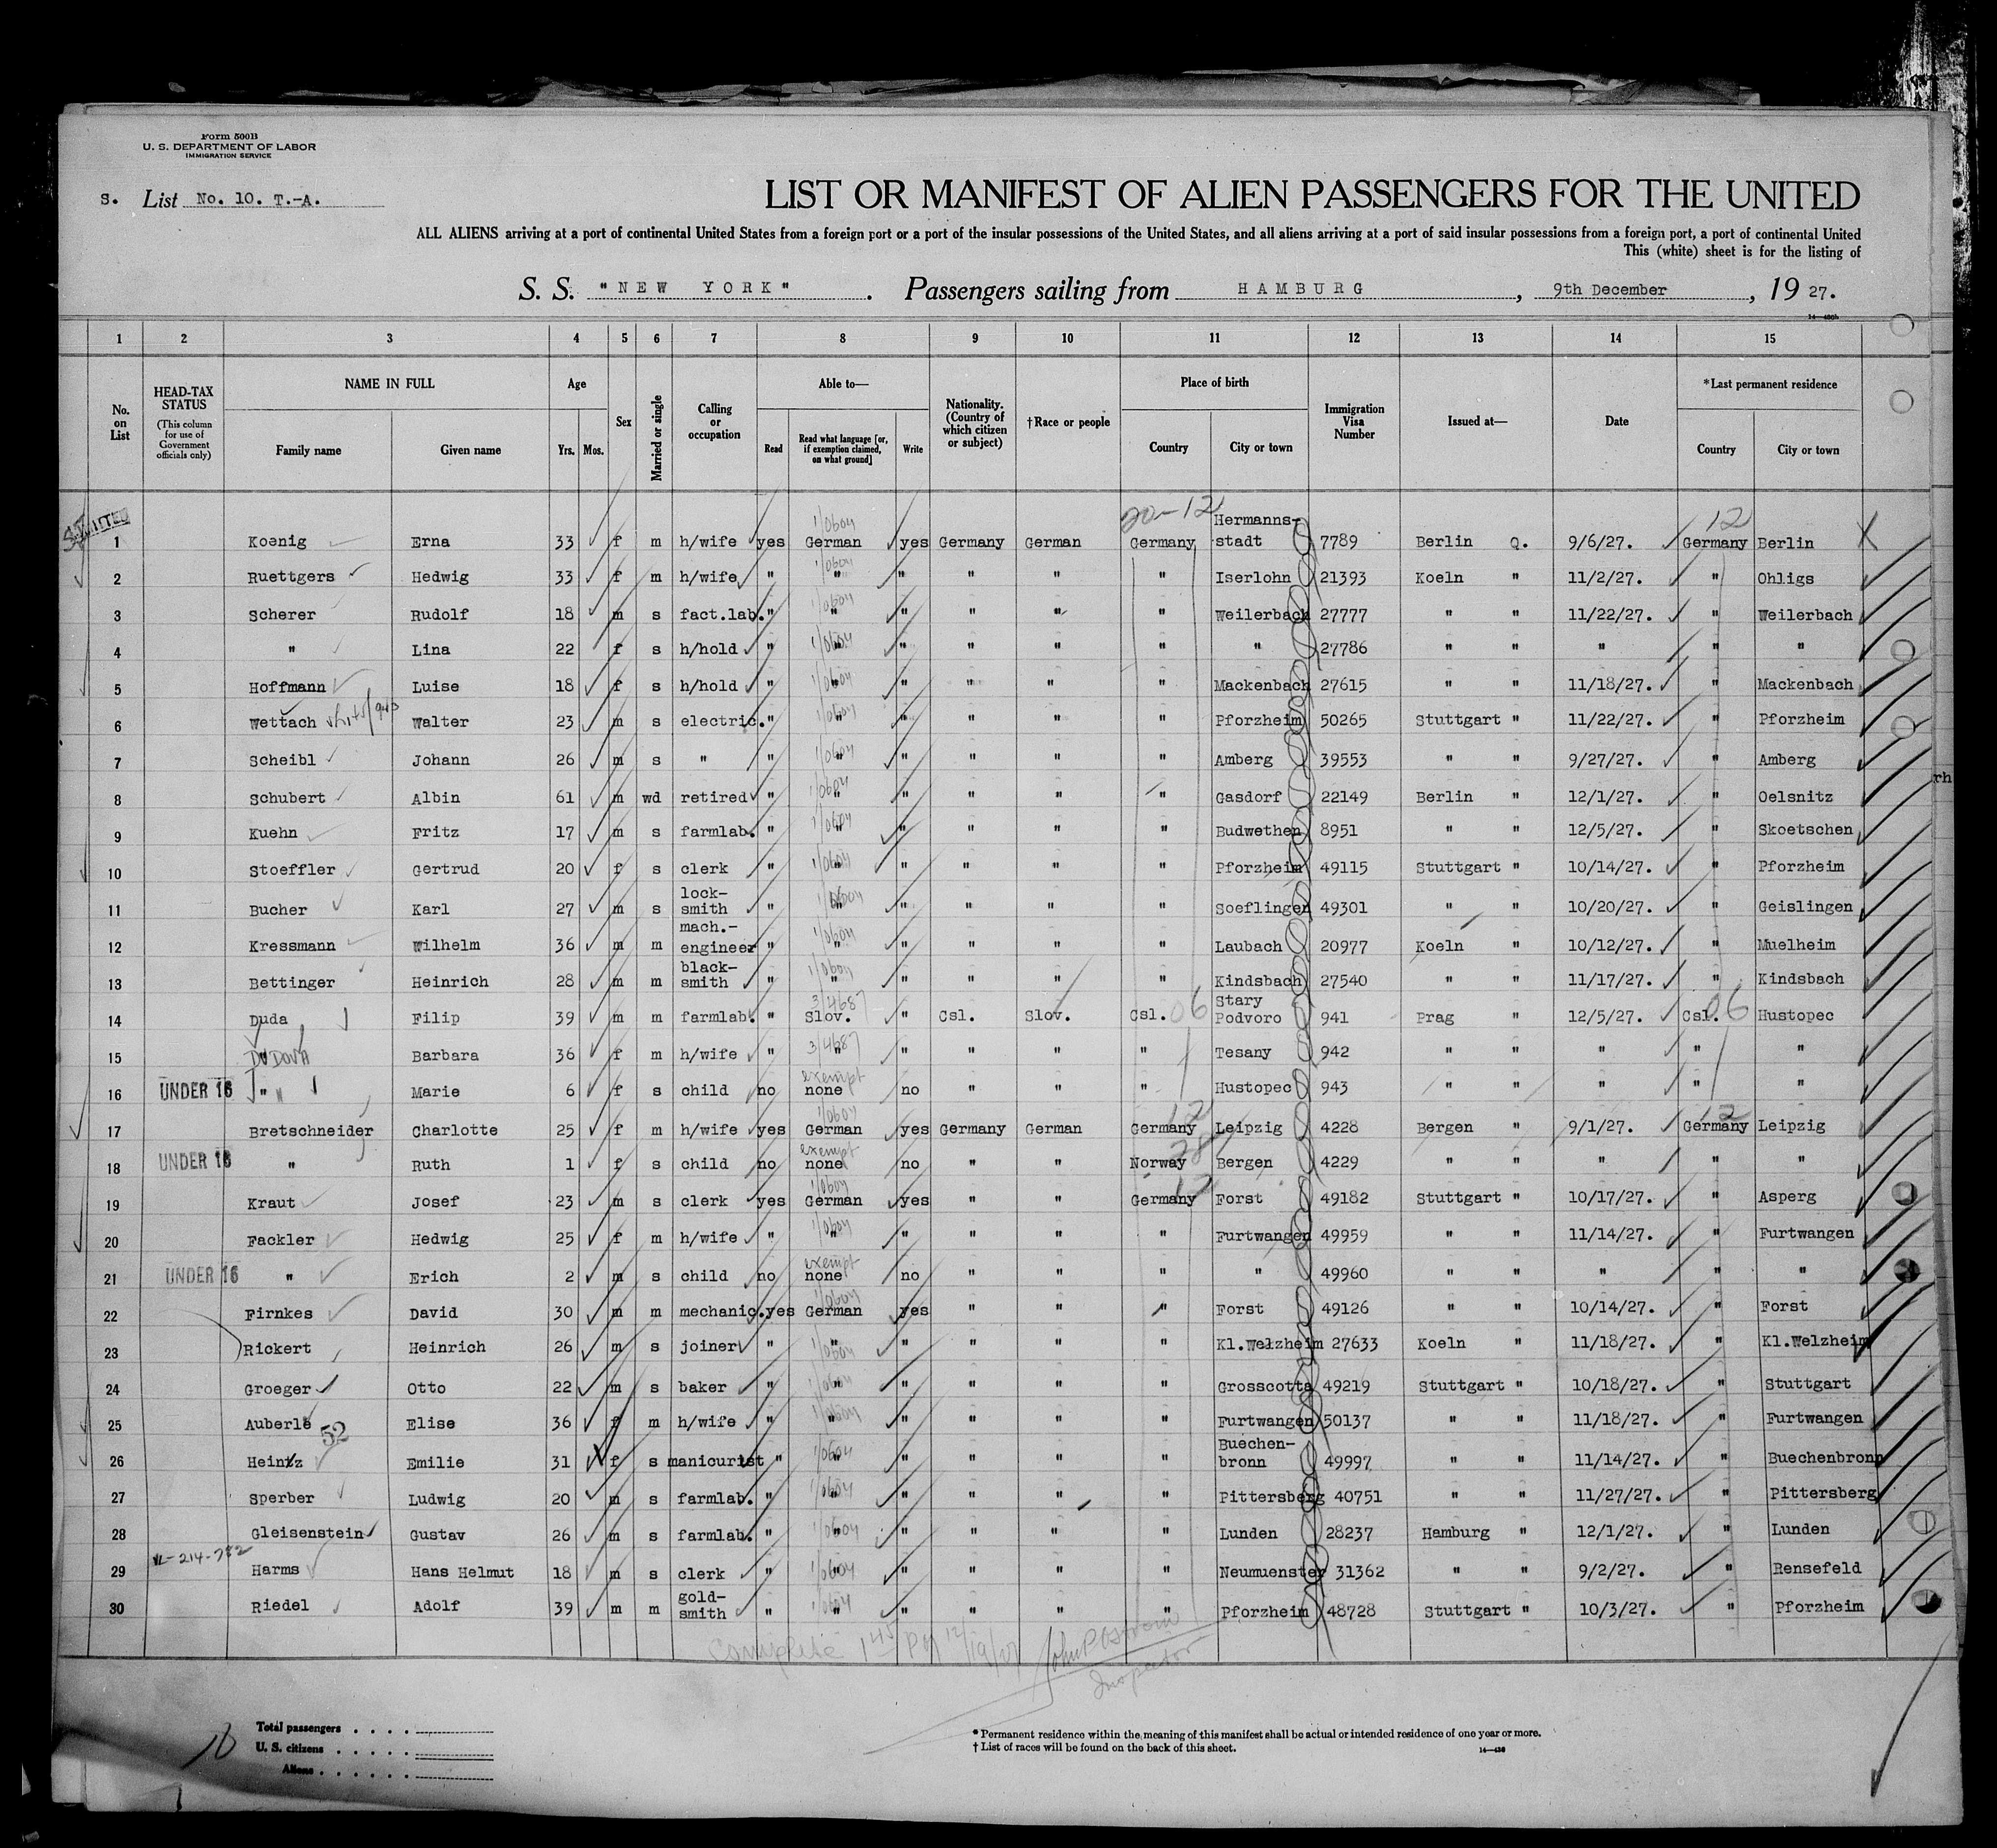 Form 500B
U. S. DEPARTMENT OF LABOR
IMMIGRATION SERVICE
S. List No. 10. T.-A.
LIST OR MANIFEST OF ALIEN PASSENGERS FOR THE UNITED
ALL ALIENS arriving at a port of continental United States from a foreign port or a port of the insular possessions of the United States, and all aliens arriving at a port of said insular possessions from a foreign port, a port of continental United
This (white) sheet is for the listing of
S. S. "NEW YORK" . Passengers sailing from HAMBURG , 9th December , 19 27.
1 2 3 4 5 6 7 8 9 10 11 12 13 14 15
No. on List
HEAD-TAX STATUS (This column for use of Government officials only)
NAME IN FULL Family name Given name
Age Yrs. Mos.
Sex
Married or single
Calling or occupation
Able to— Read Read what language [or, if exemption claimed, on what ground] Write
Nationality. (Country of which citizen or subject)
†Race or people
Place of birth Country City or town
Immigration Visa Number
Issued at—
Date
*Last permanent residence Country City or town
20-12 12
1 Koenig Erna 33 f m h/wife yes German yes Germany German Germany Hermanns-stadt 7789 Berlin Q. 9/6/27. Germany Berlin X
2 Ruettgers Hedwig 33 f m h/wife " " " " " " Iserlohn 21393 Koeln " 11/2/27. " Ohligs
3 Scherer Rudolf 18 m s fact.lab. " " " " " " Weilerbach 27777 " " 11/22/27. " Weilerbach
4 " Lina 22 f s h/hold " " " " " " " 27786 " " " " "
5 Hoffmann Luise 18 f s h/hold " " " " " " Mackenbach 27615 " " 11/18/27. " Mackenbach
6 Wettach Walter 23 m s electric. " " " " " " Pforzheim 50265 Stuttgart " 11/22/27. " Pforzheim
7 Scheibl Johann 26 m s " " " " " " " Amberg 39553 " " 9/27/27. " Amberg
8 Schubert Albin 61 m wd retired " " " " " " Gasdorf 22149 Berlin " 12/1/27. " Oelsnitz
9 Kuehn Fritz 17 m s farmlab. " " " " " " Budwethen 8951 " " 12/5/27. " Skoetschen
10 Stoeffler Gertrud 20 f s clerk " " " " " " Pforzheim 49115 Stuttgart " 10/14/27. " Pforzheim
11 Bucher Karl 27 m s lock-smith " " " " " " Soeflingen 49301 " " 10/20/27. " Geislingen
12 Kressmann Wilhelm 36 m m mach.-engineer " " " " " " Laubach 20977 Koeln " 10/12/27. " Muelheim
13 Bettinger Heinrich 28 m m black-smith " " " " " " Kindsbach 27540 " " 11/17/27. " Kindsbach
14 Duda Filip 39 m m farmlab. " Slov. " Csl. Slov. Csl. 06 Stary Podvoro 941 Prag " 12/5/27. Csl. 06 Hustopec
15 " DUDOVA Barbara 36 f m h/wife " " " " " " Tesany 942 " " " " "
16 UNDER 16 " Marie 6 f s child no none exempt no " " " Hustopec 943 " " " " "
17 Bretschneider Charlotte 25 f m h/wife yes German yes Germany German Germany 12 Leipzig 4228 Bergen " 9/1/27. Germany 12 Leipzig
18 UNDER 16 " Ruth 1 f s child no none exempt no " " Norway Bergen 4229 " " " " "
19 Kraut Josef 23 m s clerk yes German yes " " Germany 12 Forst 49182 Stuttgart " 10/17/27. " Asperg
20 Fackler Hedwig 25 f m h/wife " " " " " " Furtwangen 49959 " " 11/14/27. " Furtwangen
21 UNDER 16 " Erich 2 m s child no none exempt no " " " " 49960 " " " " "
22 Firnkes David 30 m m mechanic. yes German yes " " " Forst 49126 " " 10/14/27. " Forst
23 Rickert Heinrich 26 m s joiner " " " " " " Kl.Welzheim 27633 Koeln " 11/18/27. " Kl.Welzheim
24 Groeger Otto 22 m s baker " " " " " " Grosscotta 49219 Stuttgart " 10/18/27. " Stuttgart
25 Auberle Elise 36 f m h/wife " " " " " " Furtwangen 50137 " " 11/18/27. " Furtwangen
52
26 Heintz Emilie 31 f s manicurist " " " " " " Buechen-bronn 49997 " " 11/14/27. " Buechenbronn
27 Sperber Ludwig 20 m s farmlab. " " " " " " Pittersberg 40751 " " 11/27/27. " Pittersberg
28 Gleisenstein Gustav 26 m s farmlab. " " " " " " Lunden 28237 Hamburg " 12/1/27. " Lunden
29 Harms Hans Helmut 18 m s clerk " " " " " " Neumuenster 31362 " " 9/2/27. " Rensefeld
30 Riedel Adolf 39 m m gold-smith " " " " " " Pforzheim 48728 Stuttgart " 10/3/27. " Pforzheim
Complete 1 45 PM 12/19/27
Inspector
Total passengers . . . .
U. S. citizens . . . . .
Aliens . . . . . .
* Permanent residence within the meaning of this manifest shall be actual or intended residence of one year or more.
† List of races will be found on the back of this sheet.